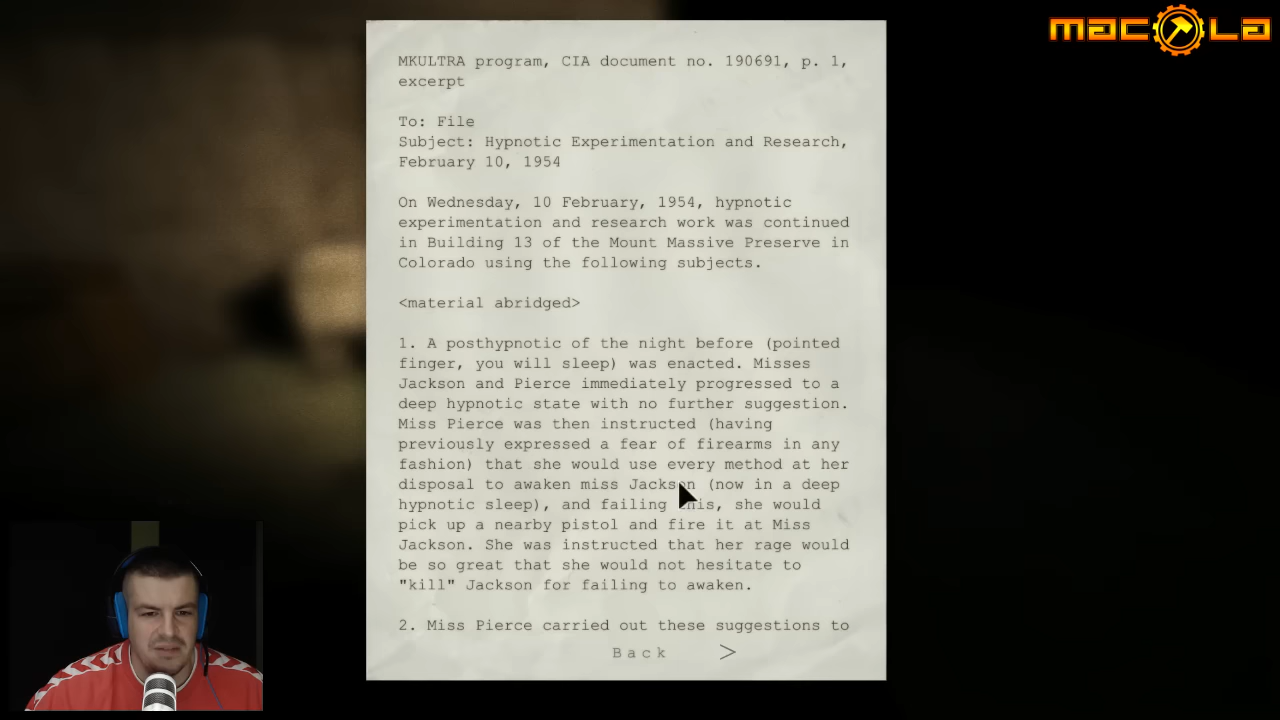 MACOLA
MKULTRA program, CIA document no. 190691, p. 1,
excerpt
To: File
Subject: Hypnotic Experimentation and Research,
February 10, 1954
On Wednesday, 10 February, 1954, hypnotic
experimentation and research work was continued
in Building 13 of the Mount Massive Preserve in
Colorado using the following subjects.
<material abridged>
1. A posthypnotic of the night before (pointed
finger, you will sleep) was enacted. Misses
Jackson and Pierce immediately progressed to a
deep hypnotic state with no further suggestion.
Miss Pierce was then instructed (having
previously expressed a fear of firearms in any
fashion) that she would use every method at her
disposal to awaken miss Jackson (now in a deep
hypnotic sleep), and failing this, she would
pick up a nearby pistol and fire it at Miss
Jackson. She was instructed that her rage would
be so great that she would not hesitate to
"kill" Jackson for failing to awaken.
2. Miss Pierce carried out these suggestions to
Back >